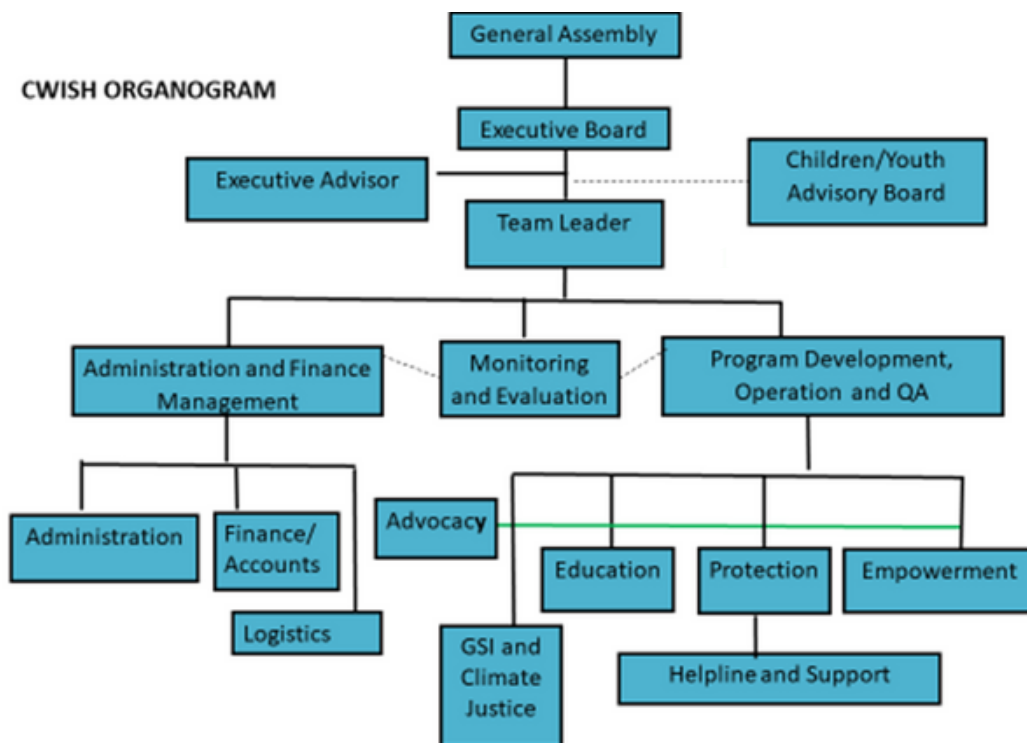 General Assembly
CWISH ORGANOGRAM
Executive Board
Executive Advisor
Children/Youth
Advisory Board
Team Leader
Administration and Finance
Management
Monitoring
and Evaluation
Program Development,
Operation and QA
Administration
Finance/
Accounts
Logistics
Advocacy
Education
Protection
Empowerment
GSI and
Climate
Justice
Helpline and Support